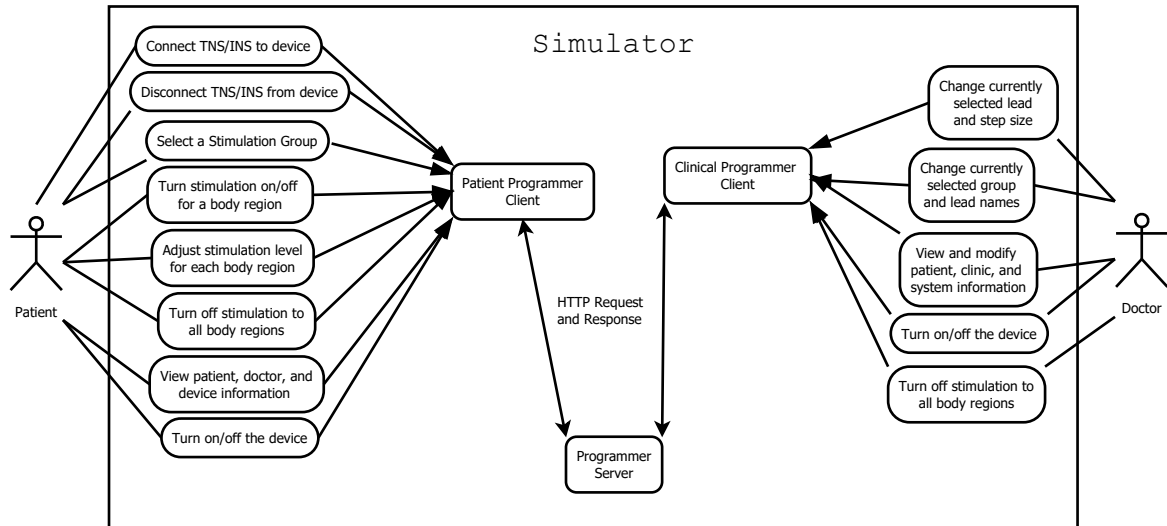 Simulator
Connect TNS/INS to device
Disconnect TNS/INS from device
Select a Stimulation Group
Turn stimulation on/off
for a body region
Adjust stimulation level
for each body region
Turn off stimulation to
all body regions
View patient, doctor, and
device information
Turn on/off the device
Patient
Patient Programmer
Client
HTTP Request
and Response
Programmer
Server
Clinical Programmer
Client
Change currently
selected lead
and step size
Change currently
selected group
and lead names
View and modify
patient, clinic, and
system information
Turn on/off the device
Turn off stimulation to
all body regions
Doctor